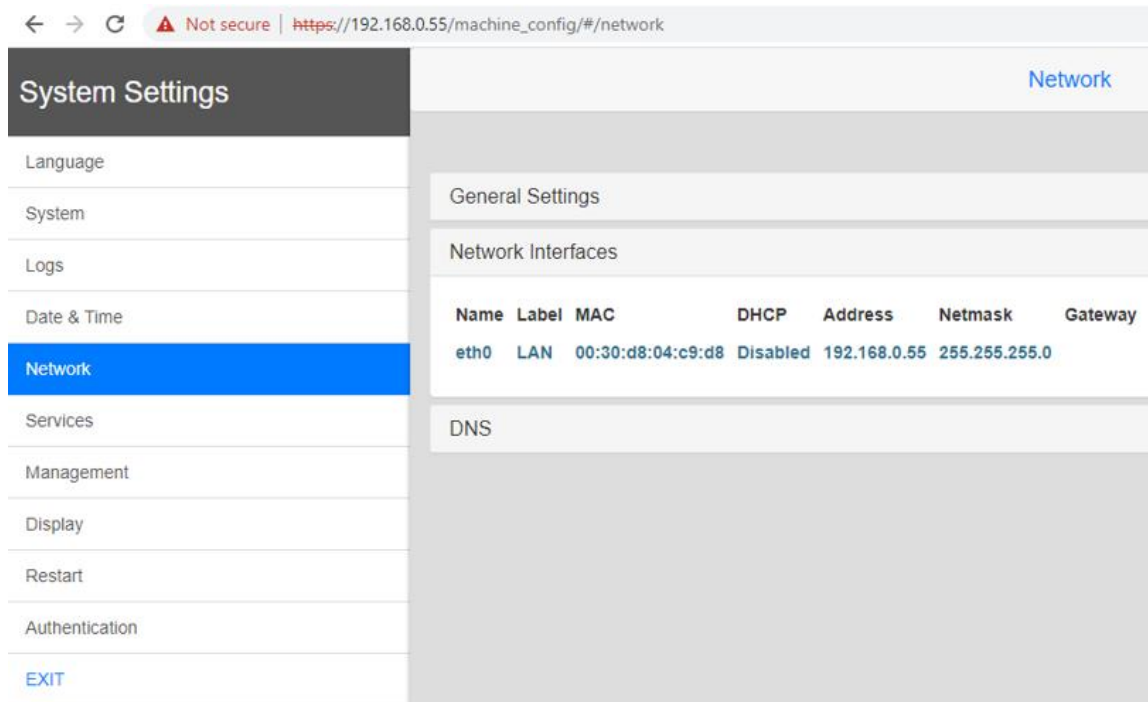 Not secure | https://192.168.0.55/machine_config/#/network
System Settings
Language
System
Logs
Date & Time
Network
Services
Management
Display
Restart
Authentication
EXIT
Network
General Settings
Network Interfaces
Name Label MAC DHCP Address Netmask Gateway
eth0 LAN 00:30:d8:04:c9:d8 Disabled 192.168.0.55 255.255.255.0
DNS